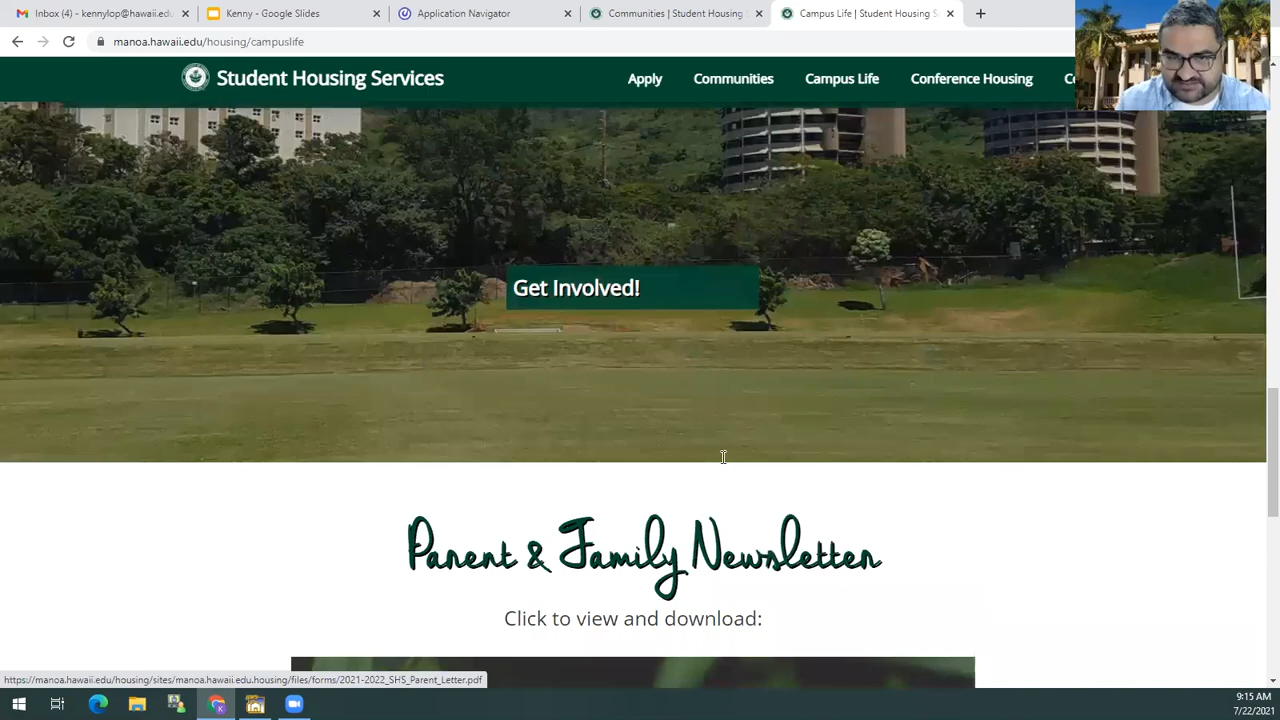 Inbox (4) - kennylop@hawaii.edu
Kenny - Google Slides
Application Navigator
Communities | Student Housing
Campus Life | Student Housing S
manoa.hawaii.edu/housing/campuslife
Student Housing Services
Apply
Communities
Campus Life
Conference Housing
Get Involved!
Parent & Family Newsletter
Click to view and download:
https://manoa.hawaii.edu/housing/sites/manoa.hawaii.edu.housing/files/forms/2021-2022_SHS_Parent_Letter.pdf
9:15 AM
7/22/2021